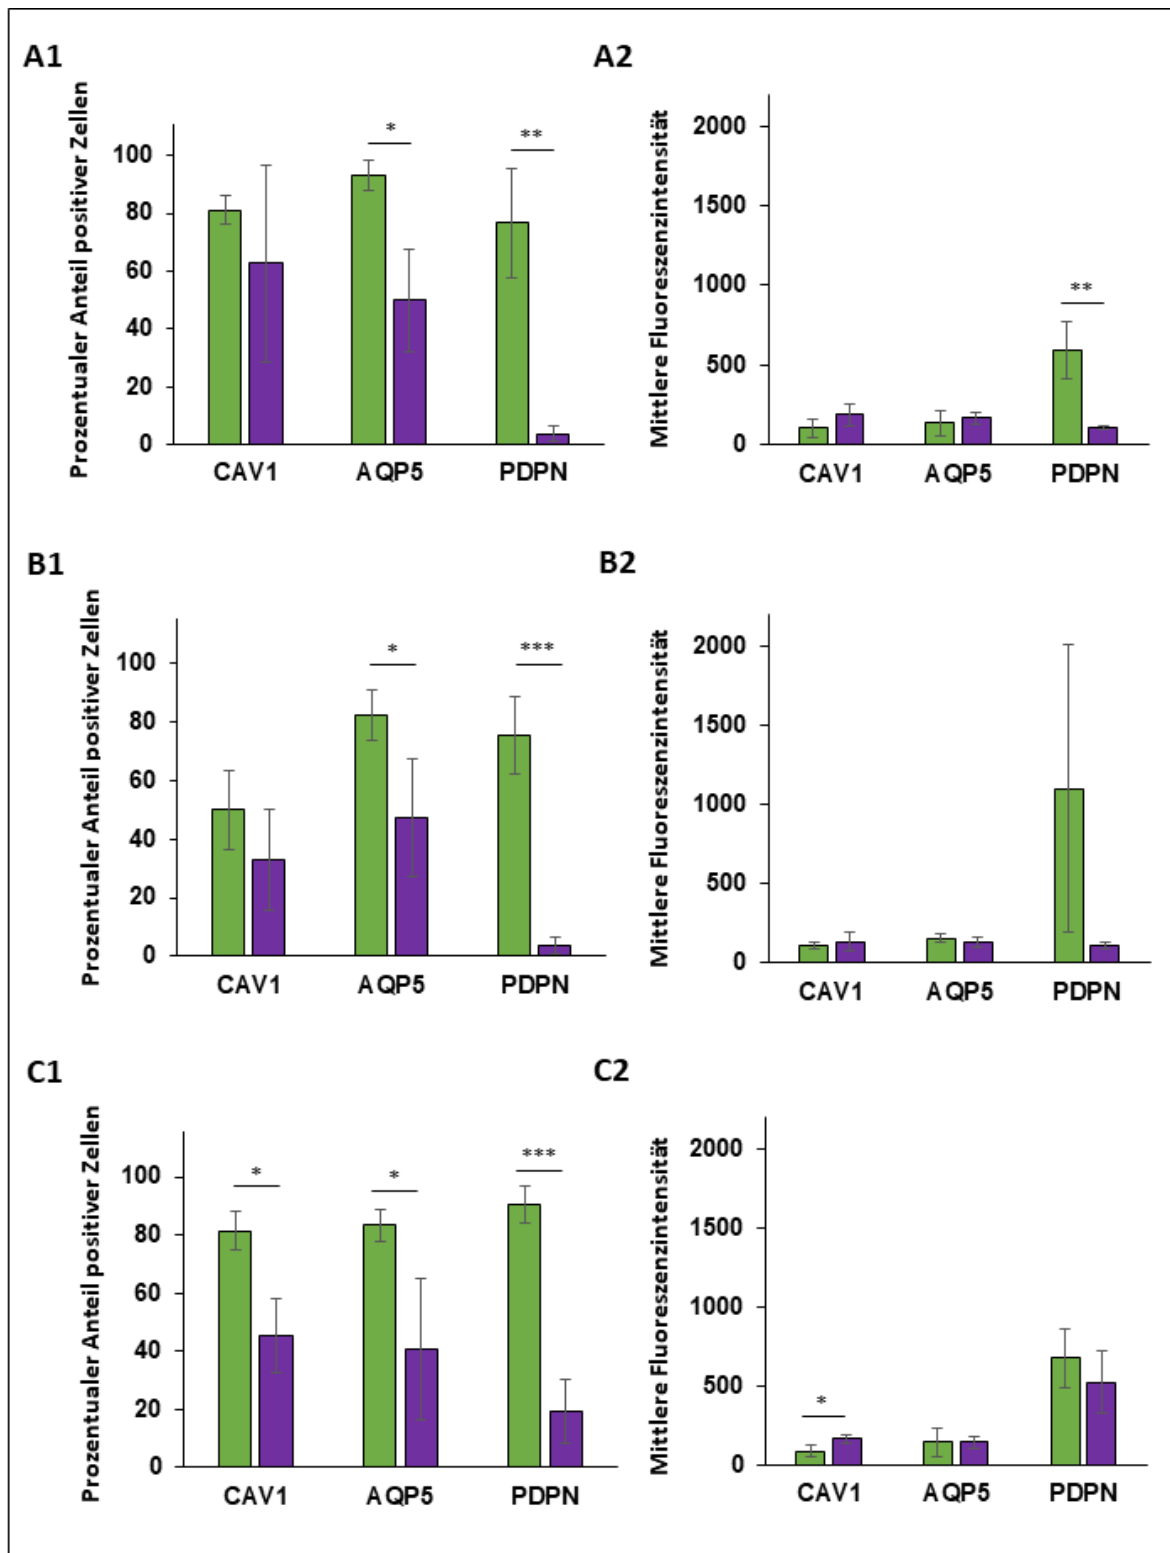 A1
Prozentualer Anteil positiver Zellen
100
80
60
40
20
0
*
**
CAV1 AQP5 PDPN
A2
Mittlere Fluoreszenzintensität
2000
1500
1000
500
0
**
CAV1 AQP5 PDPN
B1
Prozentualer Anteil positiver Zellen
100
80
60
40
20
0
*
***
CAV1 AQP5 PDPN
B2
Mittlere Fluoreszenzintensität
2000
1500
1000
500
0
CAV1 AQP5 PDPN
C1
Prozentualer Anteil positiver Zellen
100
80
60
40
20
0
*
*
***
CAV1 AQP5 PDPN
C2
Mittlere Fluoreszenzintensität
2000
1500
1000
500
0
*
CAV1 AQP5 PDPN